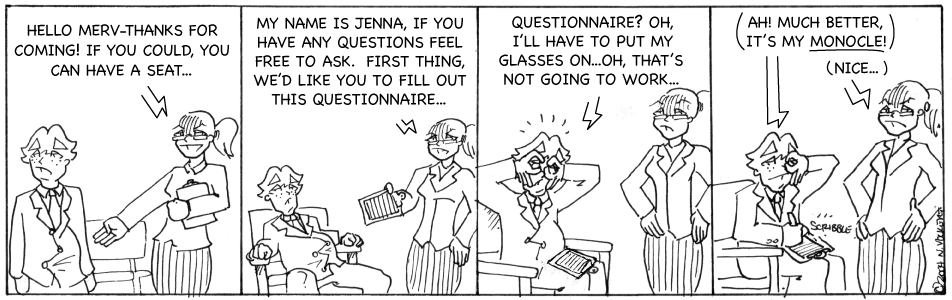 HELLO MERV-THANKS FOR
COMING! IF YOU COULD, YOU
CAN HAVE A SEAT...
MY NAME IS JENNA, IF YOU
HAVE ANY QUESTIONS FEEL
FREE TO ASK. FIRST THING,
WE'D LIKE YOU TO FILL OUT
THIS QUESTIONNAIRE...
QUESTIONNAIRE? OH,
I'LL HAVE TO PUT MY
GLASSES ON...OH, THAT'S
NOT GOING TO WORK...
(AH! MUCH BETTER,
IT'S MY MONOCLE!)
(NICE...)
SCRIBBLE